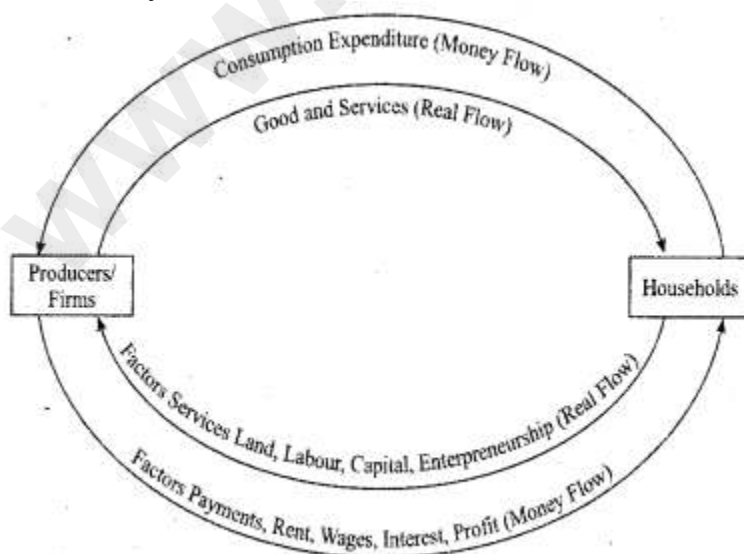 Consumption Expenditure (Money Flow)
Good and Services (Real Flow)
Producers/
Firms
Households
Factors Services Land, Labour, Capital, Enterpreneurship (Real Flow)
Factors Payments, Rent, Wages, Interest, Profit (Money Flow)